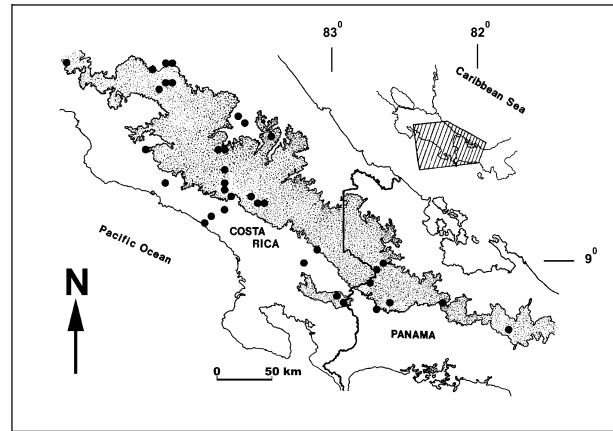 83⁰
82⁰
Caribbean Sea
COSTA
RICA
Pacific Ocean
9⁰
N
PANAMA
0 50 km